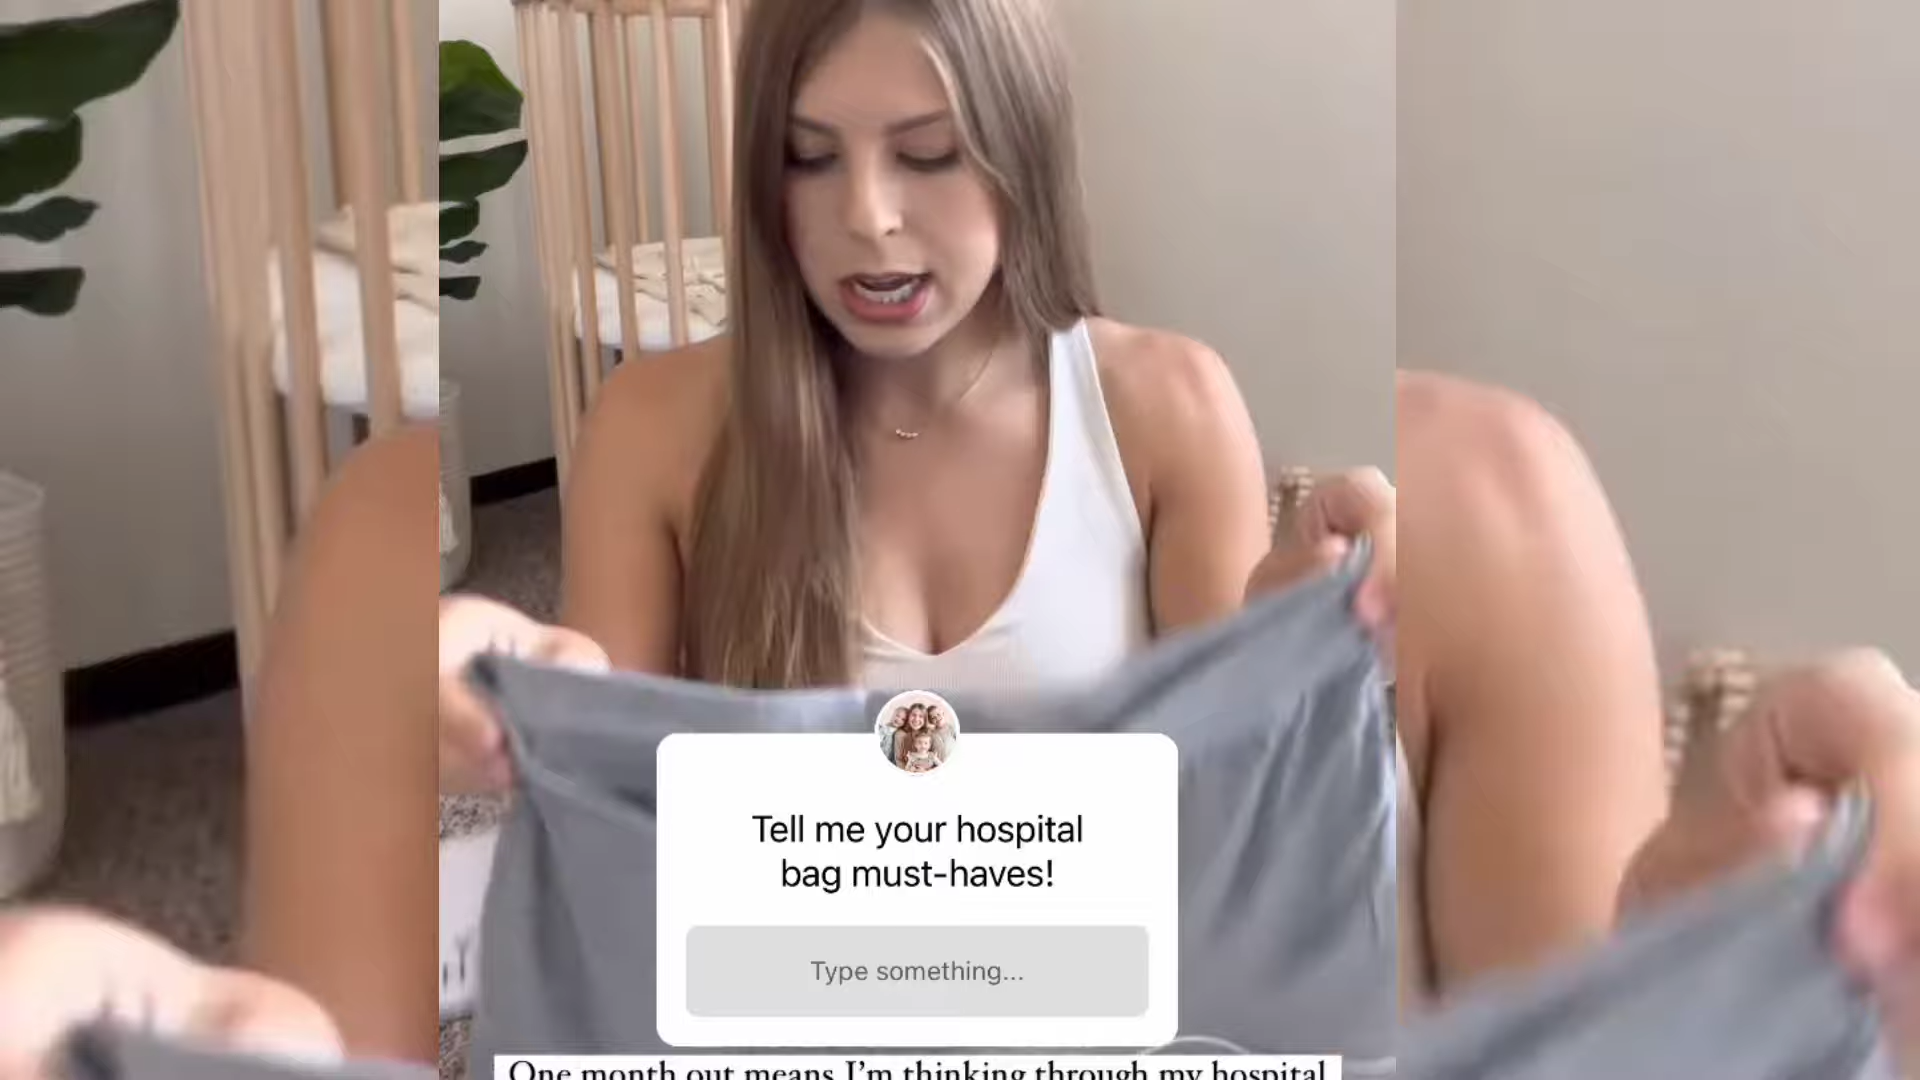 Tell me your hospital
bag must-haves!
Type something...
One month out means I'm thinking through my hospital